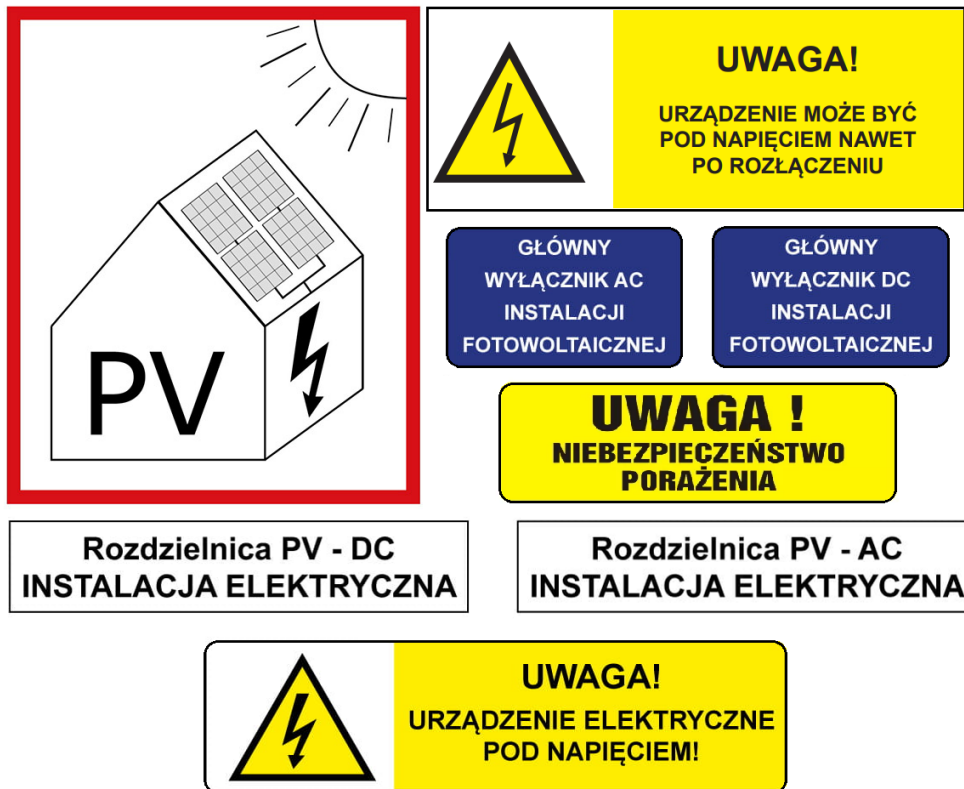 PV
UWAGA!
URZĄDZENIE MOŻE BYĆ
POD NAPIĘCIEM NAWET
PO ROZŁĄCZENIU
GŁÓWNY
WYŁĄCZNIK AC
INSTALACJI
FOTOWOLTAICZNEJ
GŁÓWNY
WYŁĄCZNIK DC
INSTALACJI
FOTOWOLTAICZNEJ
UWAGA !
NIEBEZPIECZEŃSTWO
PORAŻENIA
Rozdzielnica PV - DC
INSTALACJA ELEKTRYCZNA
Rozdzielnica PV - AC
INSTALACJA ELEKTRYCZNA
UWAGA!
URZĄDZENIE ELEKTRYCZNE
POD NAPIĘCIEM!